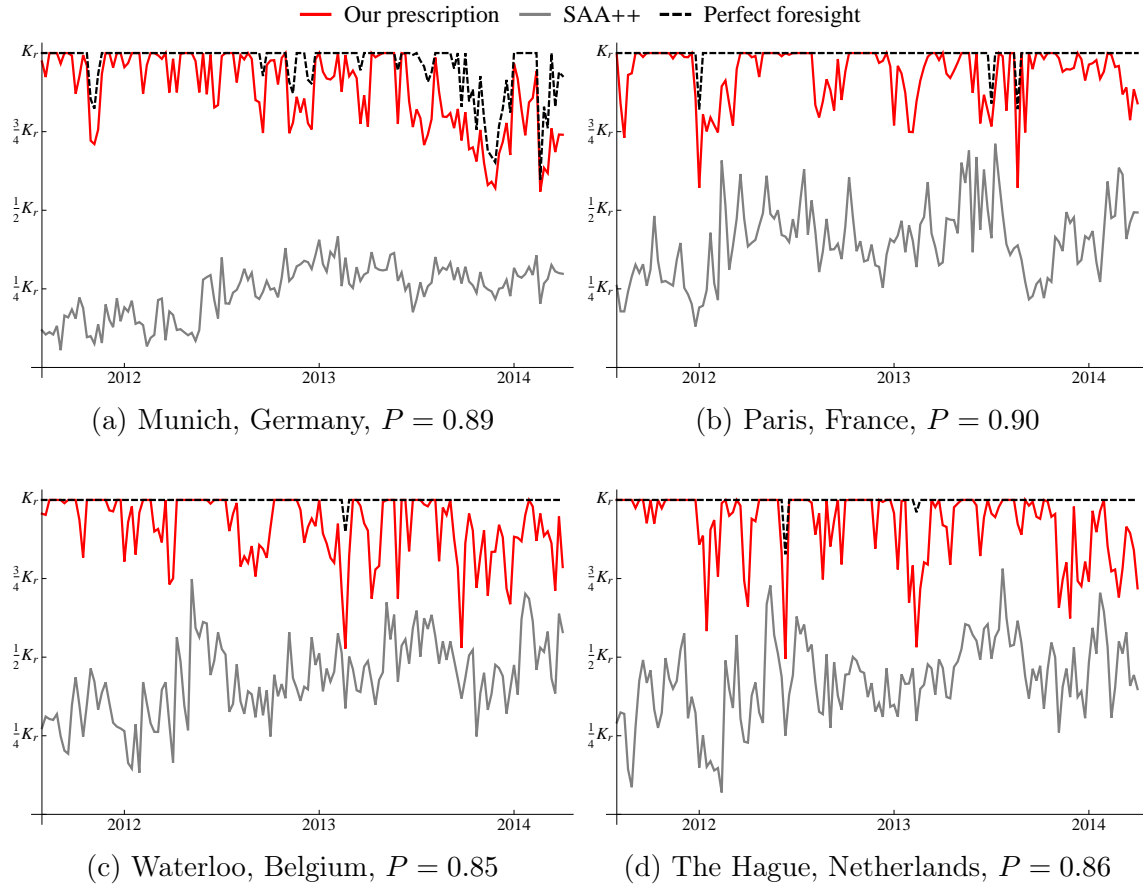 Our prescription SAA++ Perfect foresight
K_r
3/4 K_r
1/2 K_r
1/4 K_r
2012 2013 2014
2012 2013 2014
(a) Munich, Germany, P = 0.89
(b) Paris, France, P = 0.90
K_r
3/4 K_r
1/2 K_r
1/4 K_r
2012 2013 2014
2012 2013 2014
(c) Waterloo, Belgium, P = 0.85
(d) The Hague, Netherlands, P = 0.86
K_r
3/4 K_r
1/2 K_r
1/4 K_r
K_r
3/4 K_r
1/2 K_r
1/4 K_r